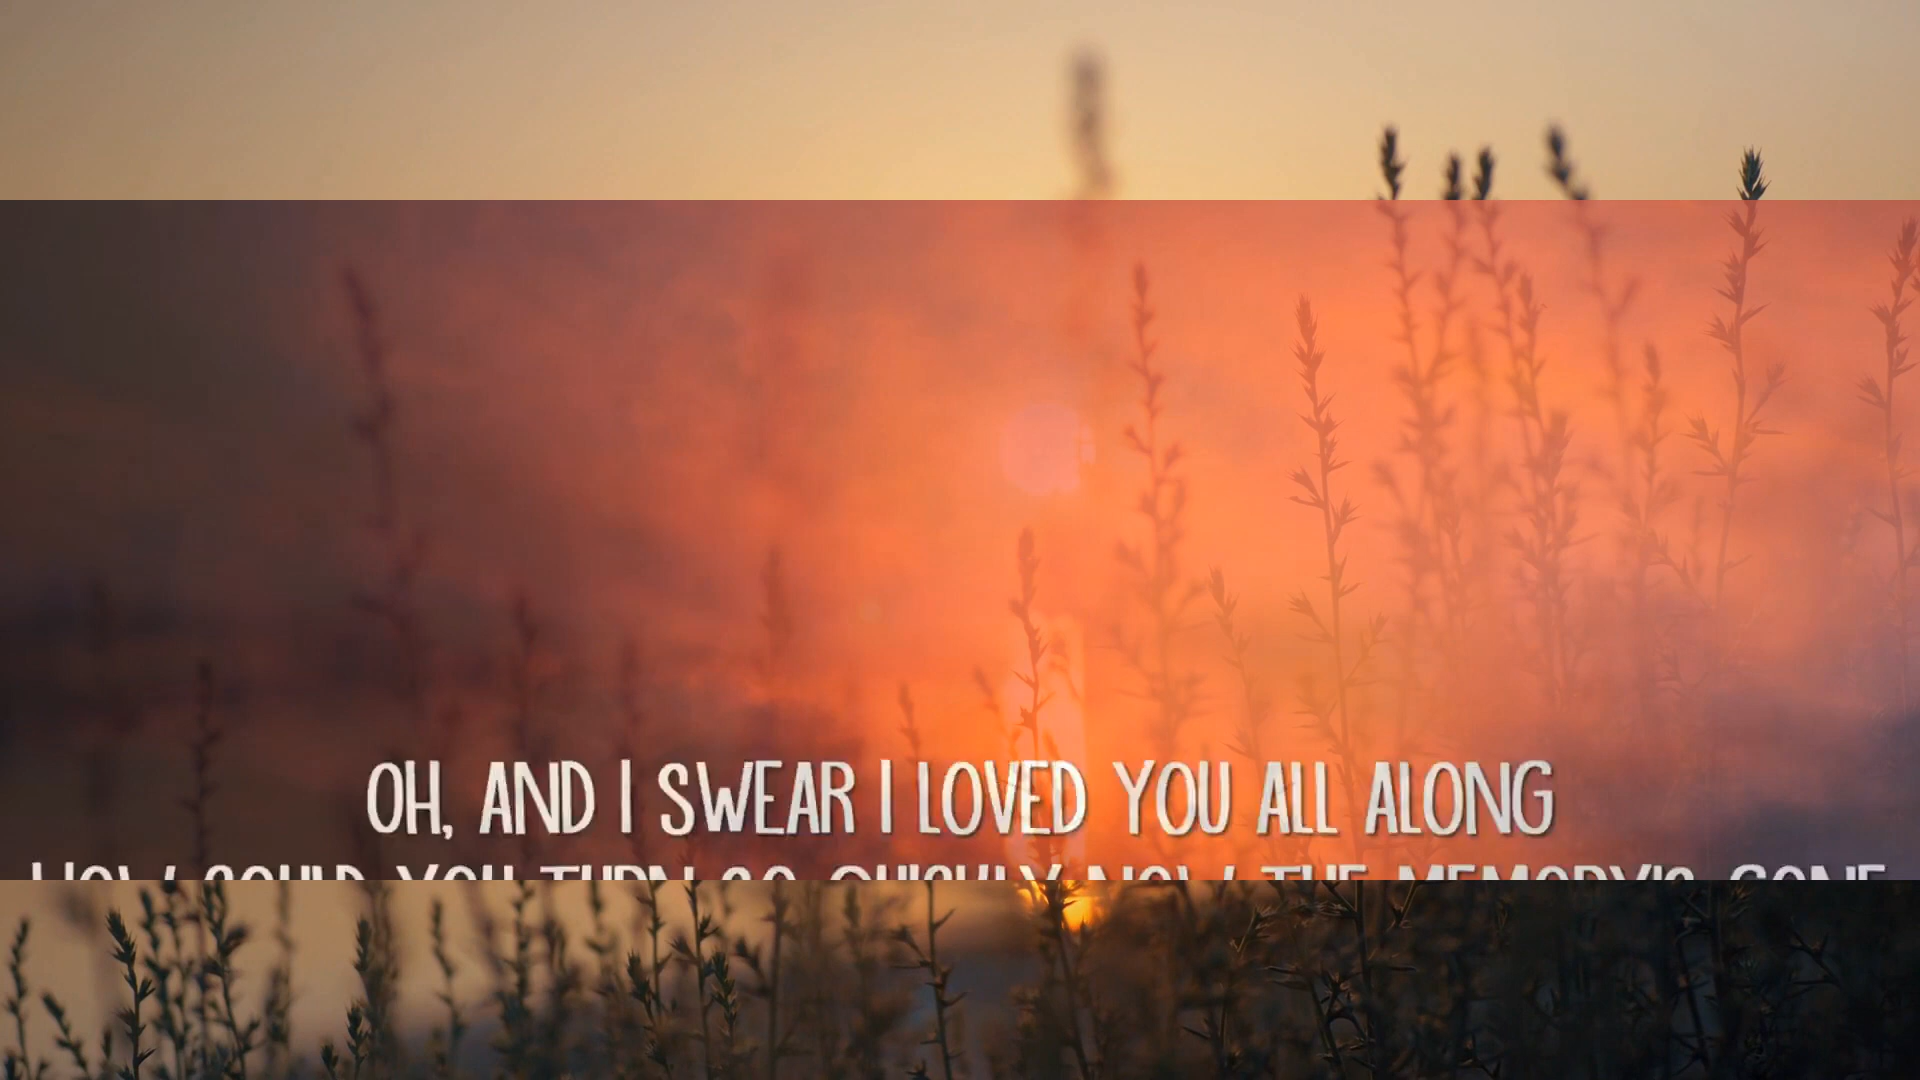 OH, AND I SWEAR I LOVED YOU ALL ALONG
HOW COULD YOU TURN SO QUICKLY NOW THE MEMORY'S GONE